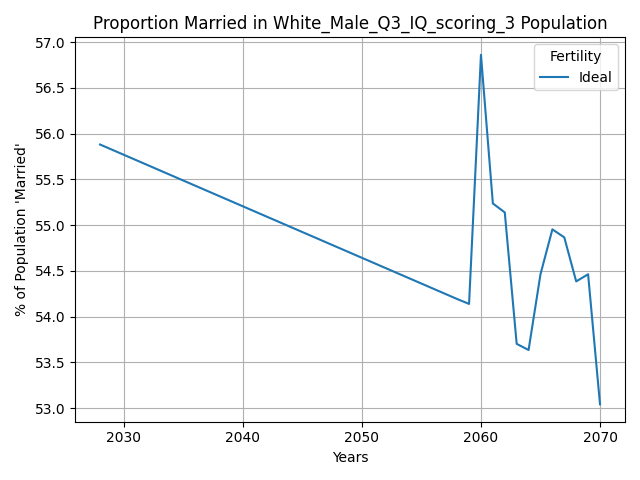 Proportion Married in White_Male_Q3_IQ_scoring_3 Population
Fertility
Ideal
57.0
56.5
56.0
55.5
55.0
54.5
54.0
53.5
53.0
% of Population 'Married'
2030 2040 2050 2060 2070
Years